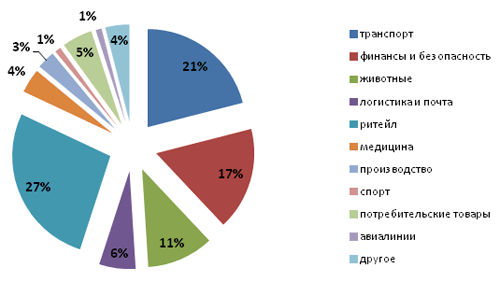 1%
1%
3%
5%
4%
4%
21%
17%
27%
11%
6%
транспорт
финансы и безопасность
животные
логистика и почта
ритейл
медицина
производство
спорт
потребительские товары
авиалинии
другое